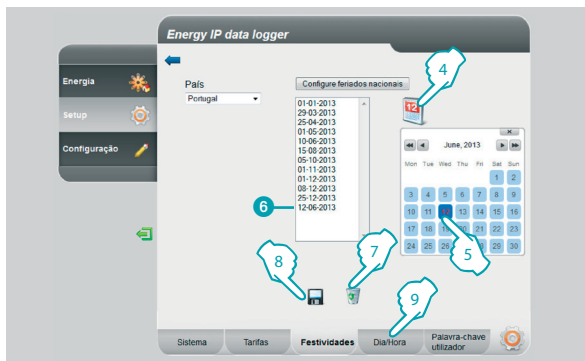 Energy IP data logger
Energia
Setup
Configuração
País
Portugal
Configure feriados nacionais
01-01-2013
29-03-2013
25-04-2013
01-05-2013
10-06-2013
15-08-2013
05-10-2013
01-11-2013
01-12-2013
08-12-2013
25-12-2013
12-06-2013
12
4
June, 2013
Mon Tue Wed Thu Fri Sat Sun
1 2
3 4 5 6 7 8 9
10 11 12 13 14 15 16
17 18 20 21 22 23
24 25 26 28 29 30
5
6
7
8
9
Sistema
Tarifas
Festividades
Dia/Hora
Palavra-chave
utilizador